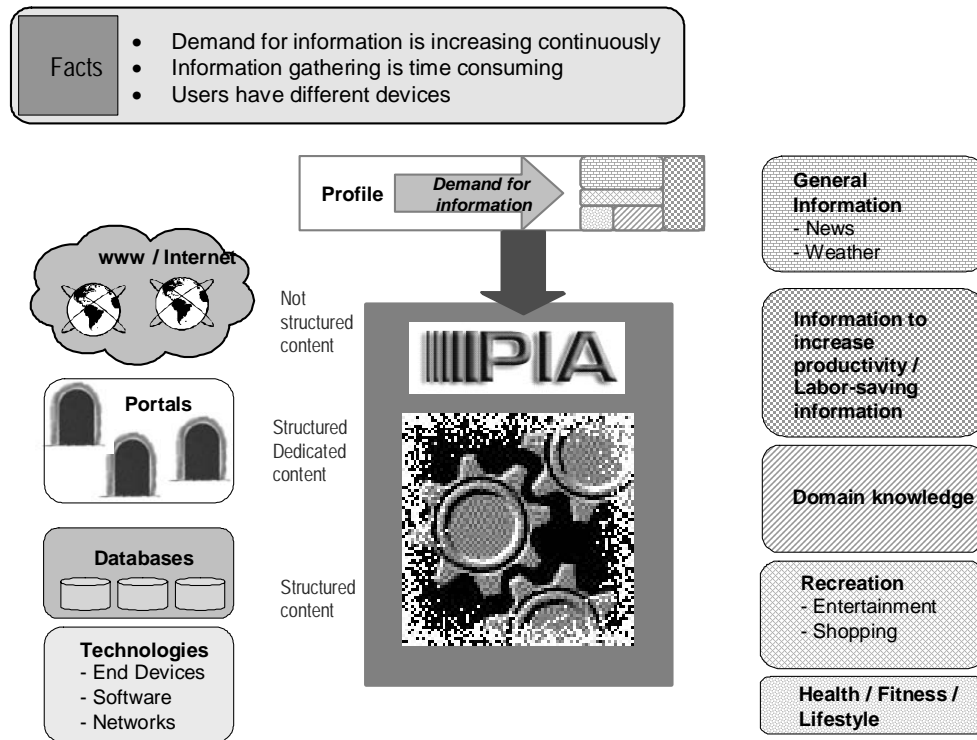 Facts
• Demand for information is increasing continuously
• Information gathering is time consuming
• Users have different devices
Profile
Demand for
information
www / Internet
Not
structured
content
Portals
Structured
Dedicated
content
Databases
Structured
content
Technologies
- End Devices
- Software
- Networks
PIA
General
Information
- News
- Weather
Information to
increase
productivity /
Labor-saving
information
Domain knowledge
Recreation
- Entertainment
- Shopping
Health / Fitness /
Lifestyle